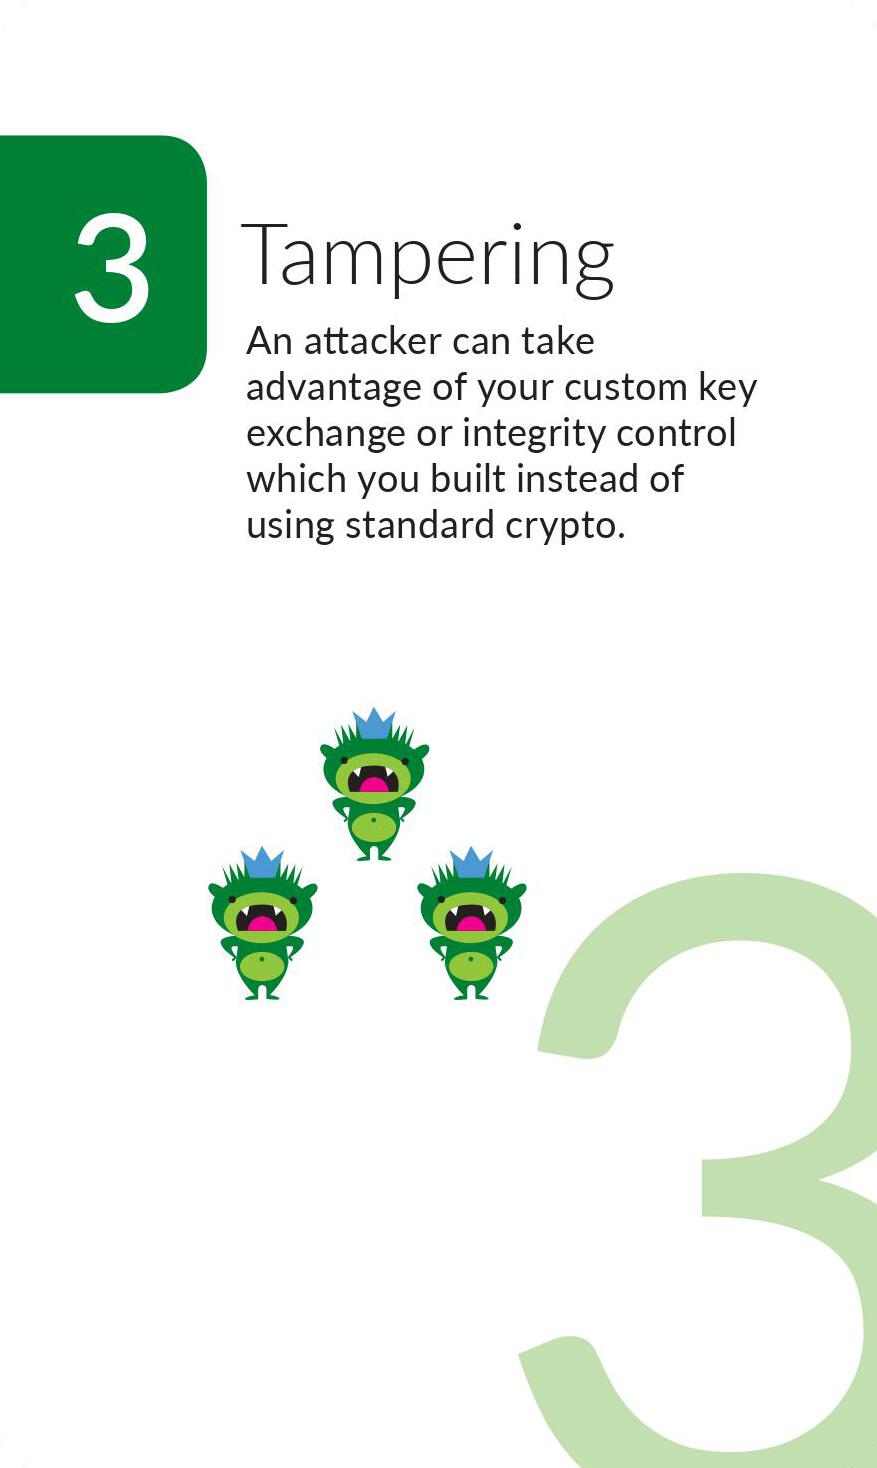 3
Tampering
An attacker can take
advantage of your custom key
exchange or integrity control
which you built instead of
using standard crypto.
3